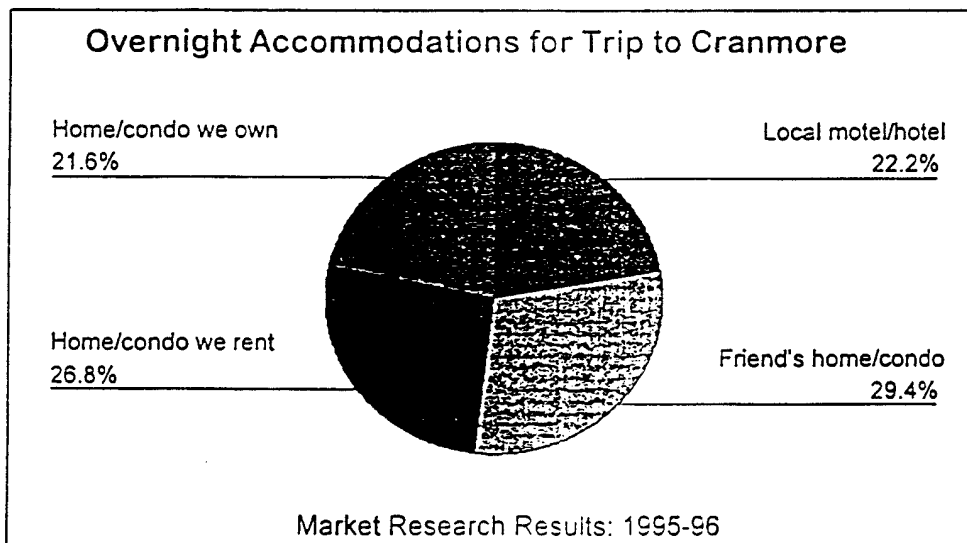 Overnight Accommodations for Trip to Cranmore
Home/condo we own
21.6%
Local motel/hotel
22.2%
Home/condo we rent
26.8%
Friend's home/condo
29.4%
Market Research Results: 1995-96